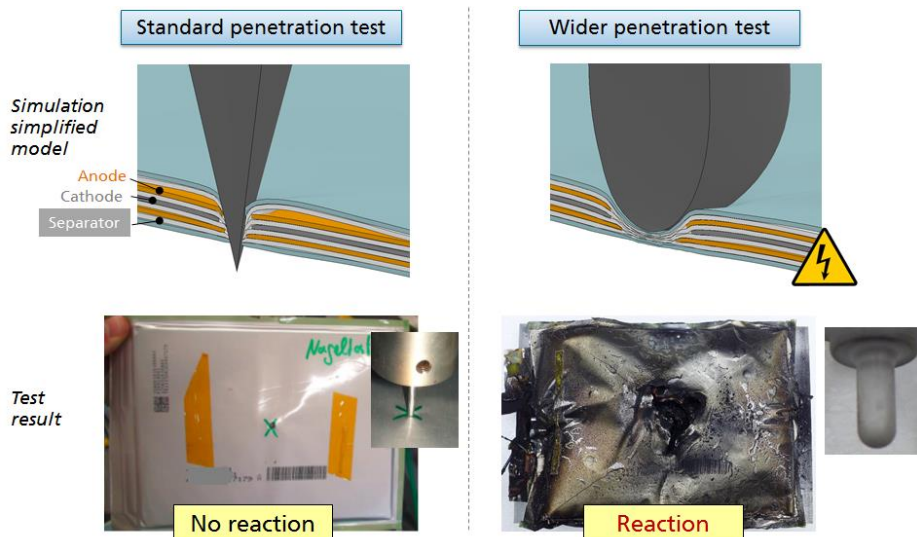 Standard penetration test
Wider penetration test
Simulation
simplified
model
Anode
Cathode
Separator
Test
result
No reaction
Reaction